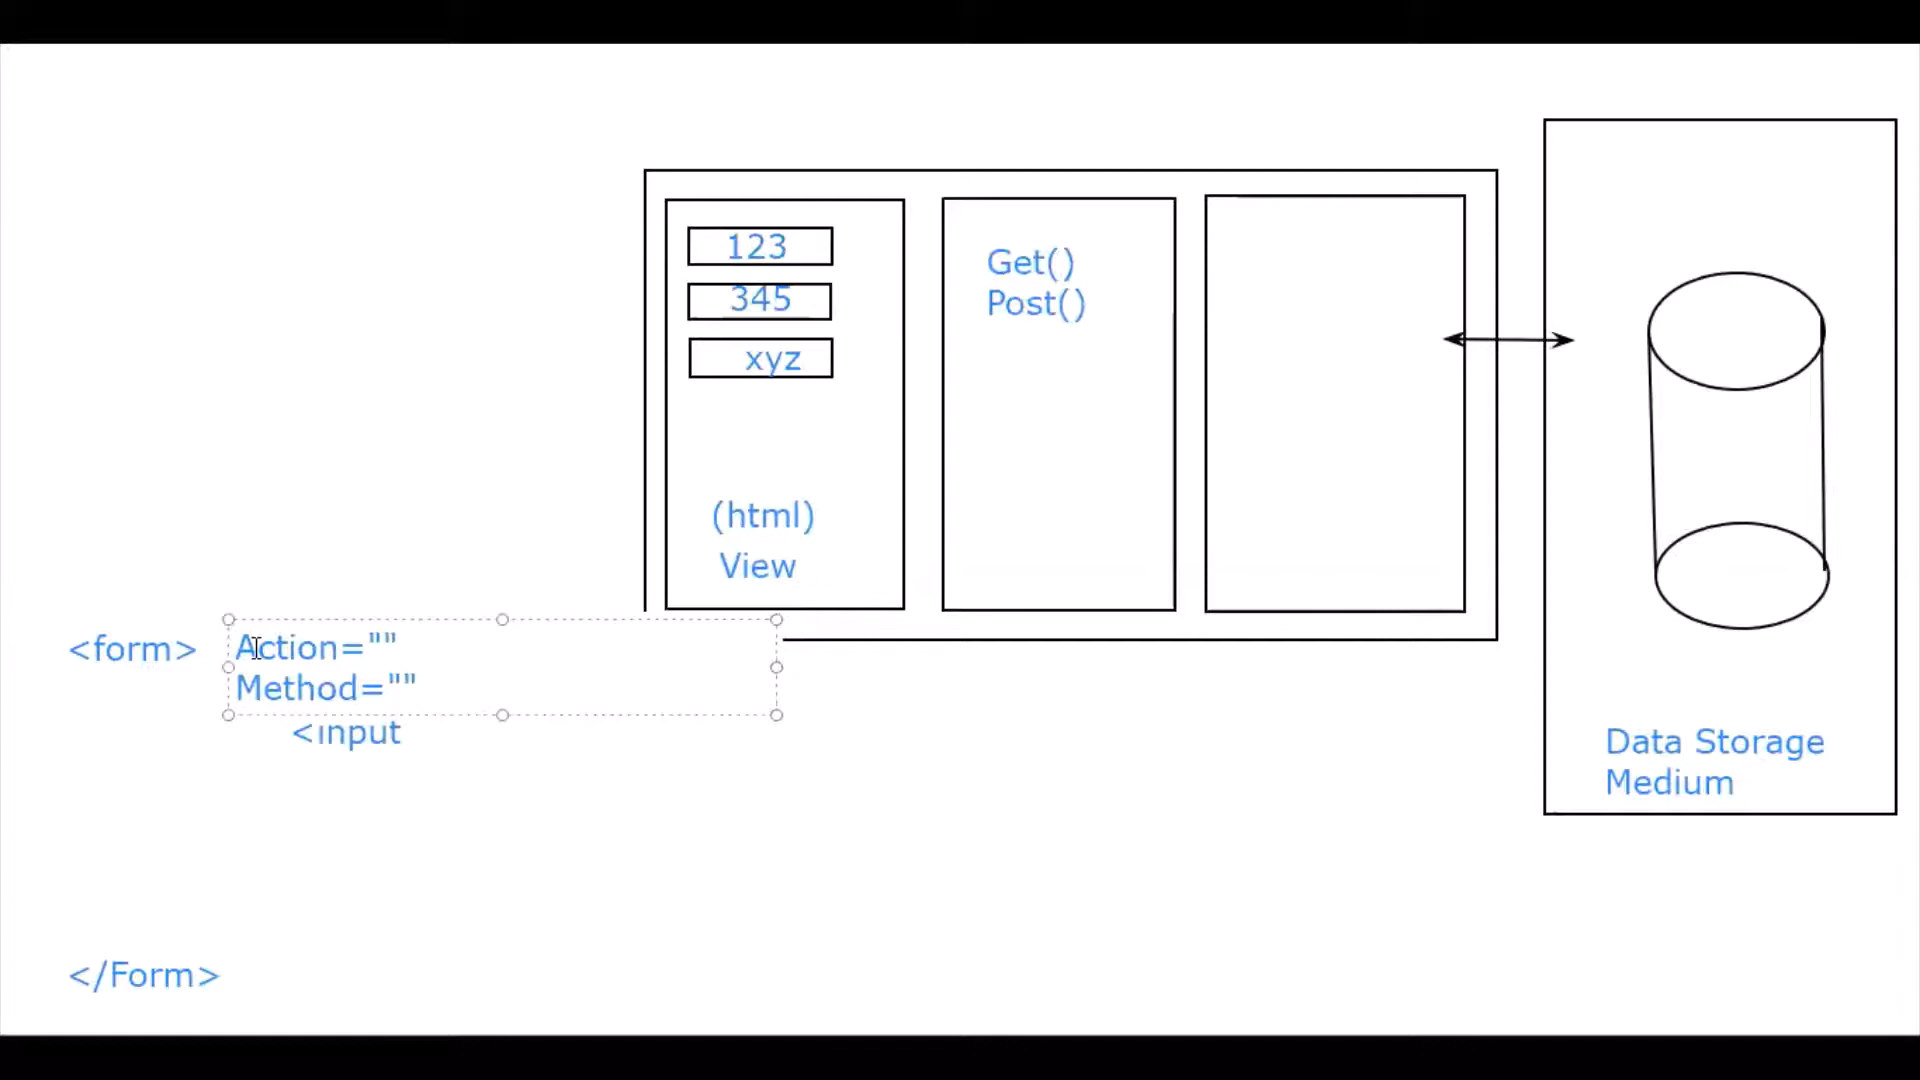 123
345
xyz
(html)
View
Get()
Post()
Data Storage
Medium
<form>
Action=""
Method=""
<input
</Form>